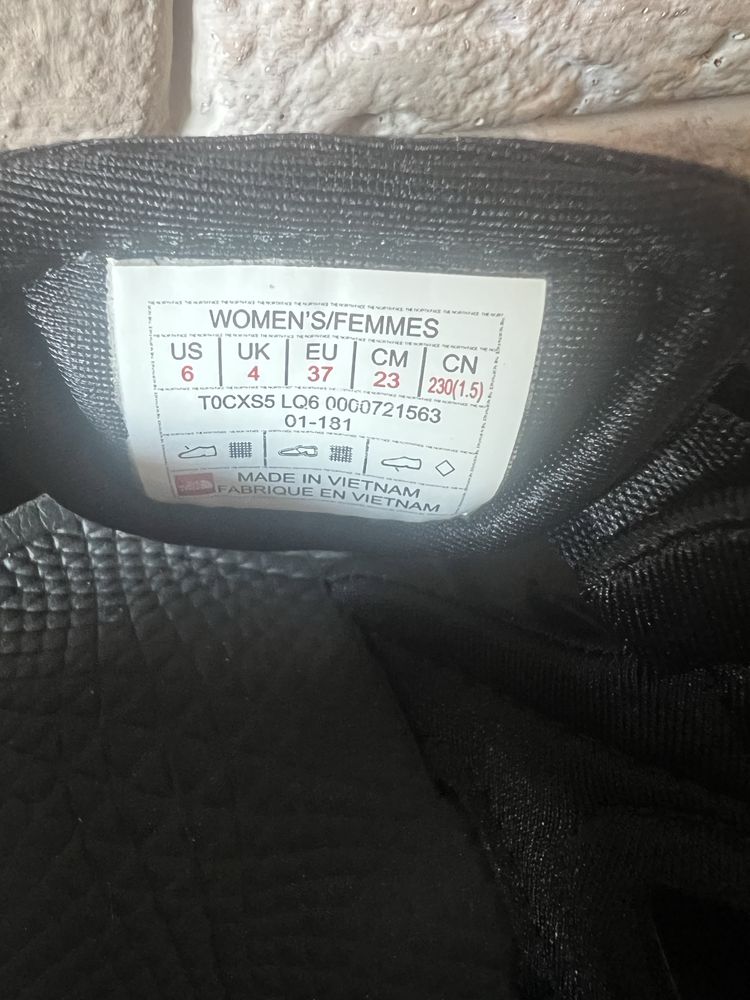 WOMEN'S/FEMMES
US UK EU CM CN
6 4 37 23 230(1.5)
T0CXS5 LQ6 0000721563
01-181
MADE IN VIETNAM
FABRIQUE EN VIETNAM